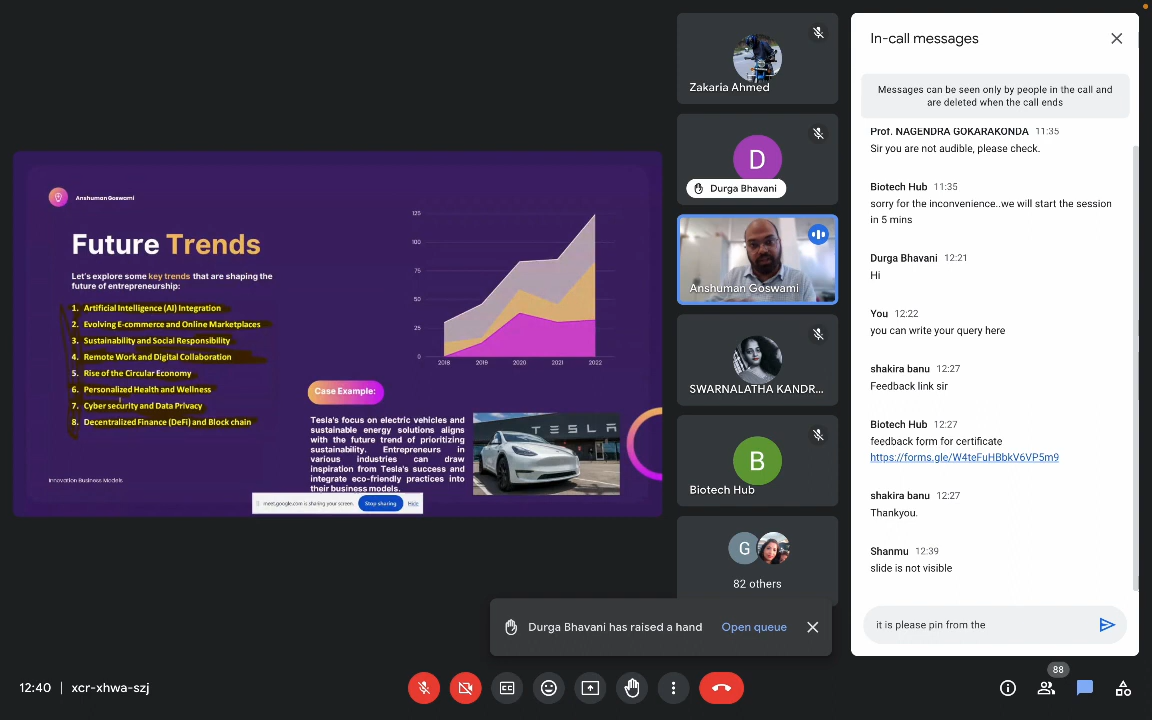 Anshuman Goswami
Future Trends
Let's explore some key trends that are shaping the
future of entrepreneurship:
1. Artificial Intelligence (AI) Integration
2. Evolving E-commerce and Online Marketplaces
3. Sustainability and Social Responsibility
4. Remote Work and Digital Collaboration
5. Rise of the Circular Economy
6. Personalized Health and Wellness
7. Cyber security and Data Privacy
8. Decentralized Finance (DeFi) and Block chain
Innovation Business Models
125
100
75
50
25
0
2018 2019 2020 2021 2022
Case Example:
Tesla's focus on electric vehicles and
sustainable energy solutions aligns
with the future trend of prioritizing
sustainability. Entrepreneurs in
various industries can draw
inspiration from Tesla's success and
integrate eco-friendly practices into
their business models.
TESLA
meet.google.com is sharing your screen. Stop sharing Hide
Zakaria Ahmed
D
Durga Bhavani
Anshuman Goswami
SWARNALATHA KANDR...
B
Biotech Hub
G
82 others
Durga Bhavani has raised a hand Open queue
In-call messages
Messages can be seen only by people in the call and
are deleted when the call ends
Prof. NAGENDRA GOKARAKONDA 11:35
Sir you are not audible, please check.
Biotech Hub 11:35
sorry for the inconvenience..we will start the session
in 5 mins
Durga Bhavani 12:21
Hi
You 12:22
you can write your query here
shakira banu 12:27
Feedback link sir
Biotech Hub 12:27
feedback form for certificate
https://forms.gle/W4teFuHBbkV6VP5m9
shakira banu 12:27
Thankyou.
Shanmu 12:39
slide is not visible
it is please pin from the
12:40 | xcr-xhwa-szj
CC
88